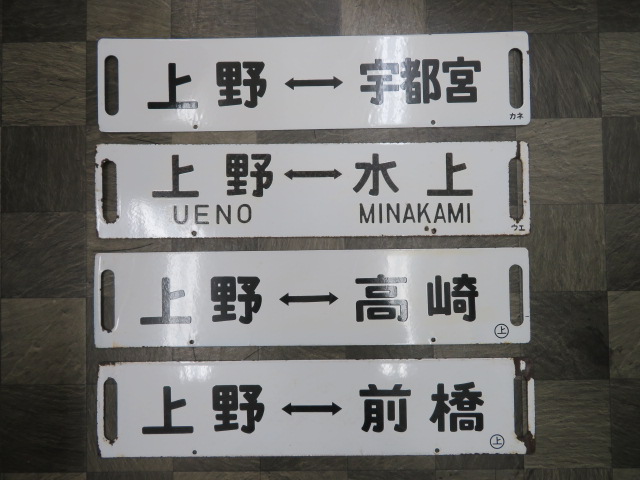 上野↔宇都宮
カネ
上野↔水上
UENO MINAKAMI
ウエ
上野↔高崎
上
上野↔前橋
上